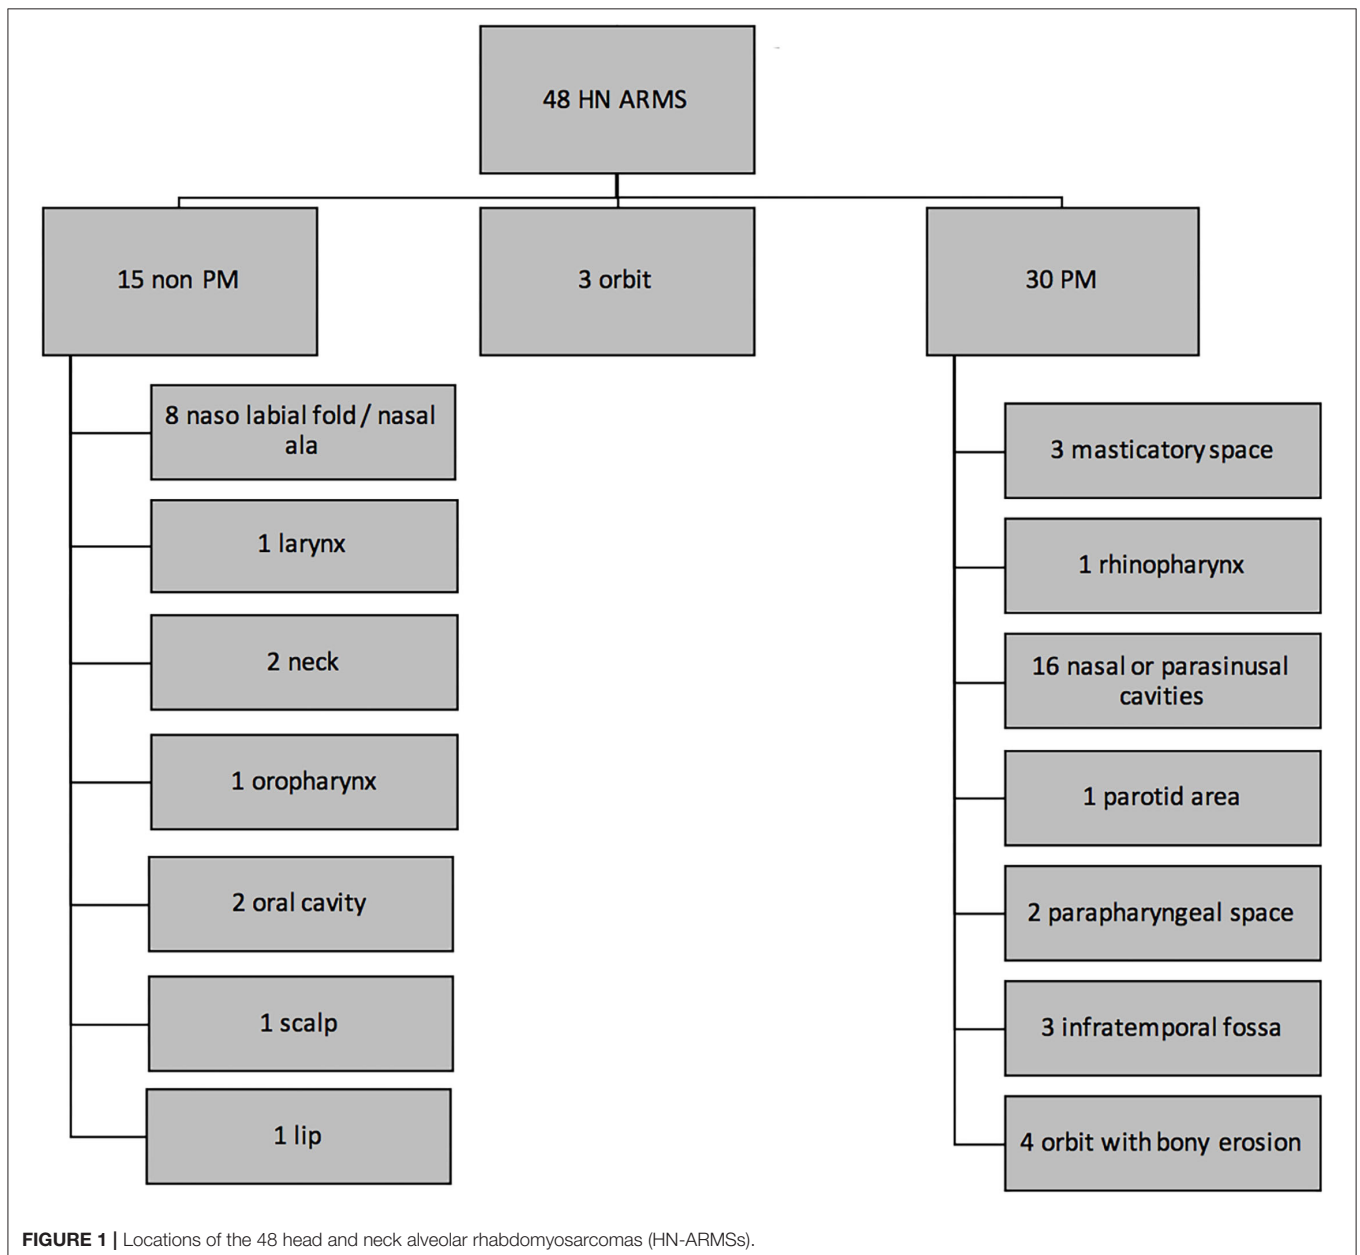 48 HN ARMS
15 non PM
3 orbit
30 PM
8 naso labial fold / nasal
ala
1 larynx
2 neck
1 oropharynx
2 oral cavity
1 scalp
1 lip
3 masticatory space
1 rhinopharynx
16 nasal or parasinusal
cavities
1 parotid area
2 parapharyngeal space
3 infratemporal fossa
4 orbit with bony erosion
FIGURE 1 | Locations of the 48 head and neck alveolar rhabdomyosarcomas (HN-ARMSs).